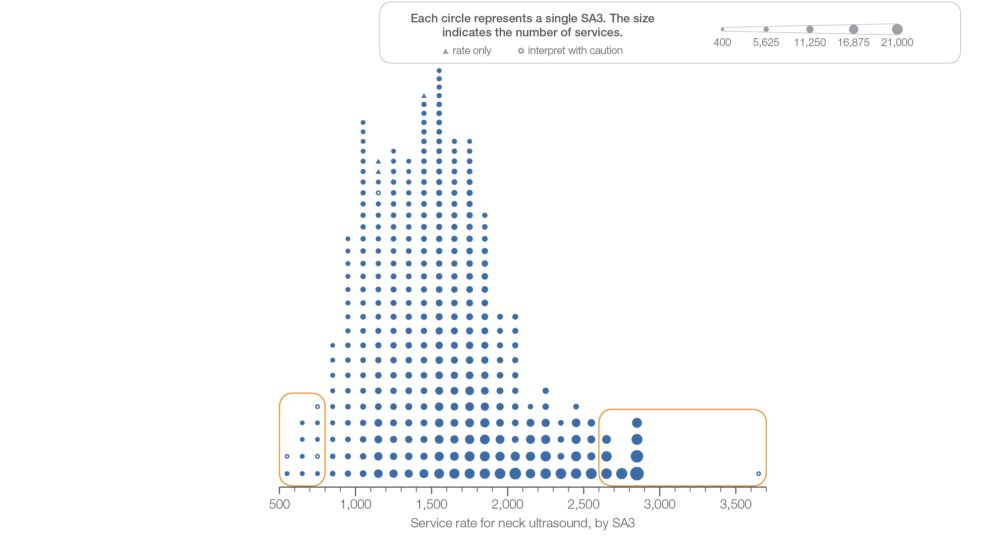 Each circle represents a single SA3. The size
indicates the number of services.
rate only interpret with caution
400 5,625 11,250 16,875 21,000
500 1,000 1,500 2,000 2,500 3,000 3,500
Service rate for neck ultrasound, by SA3